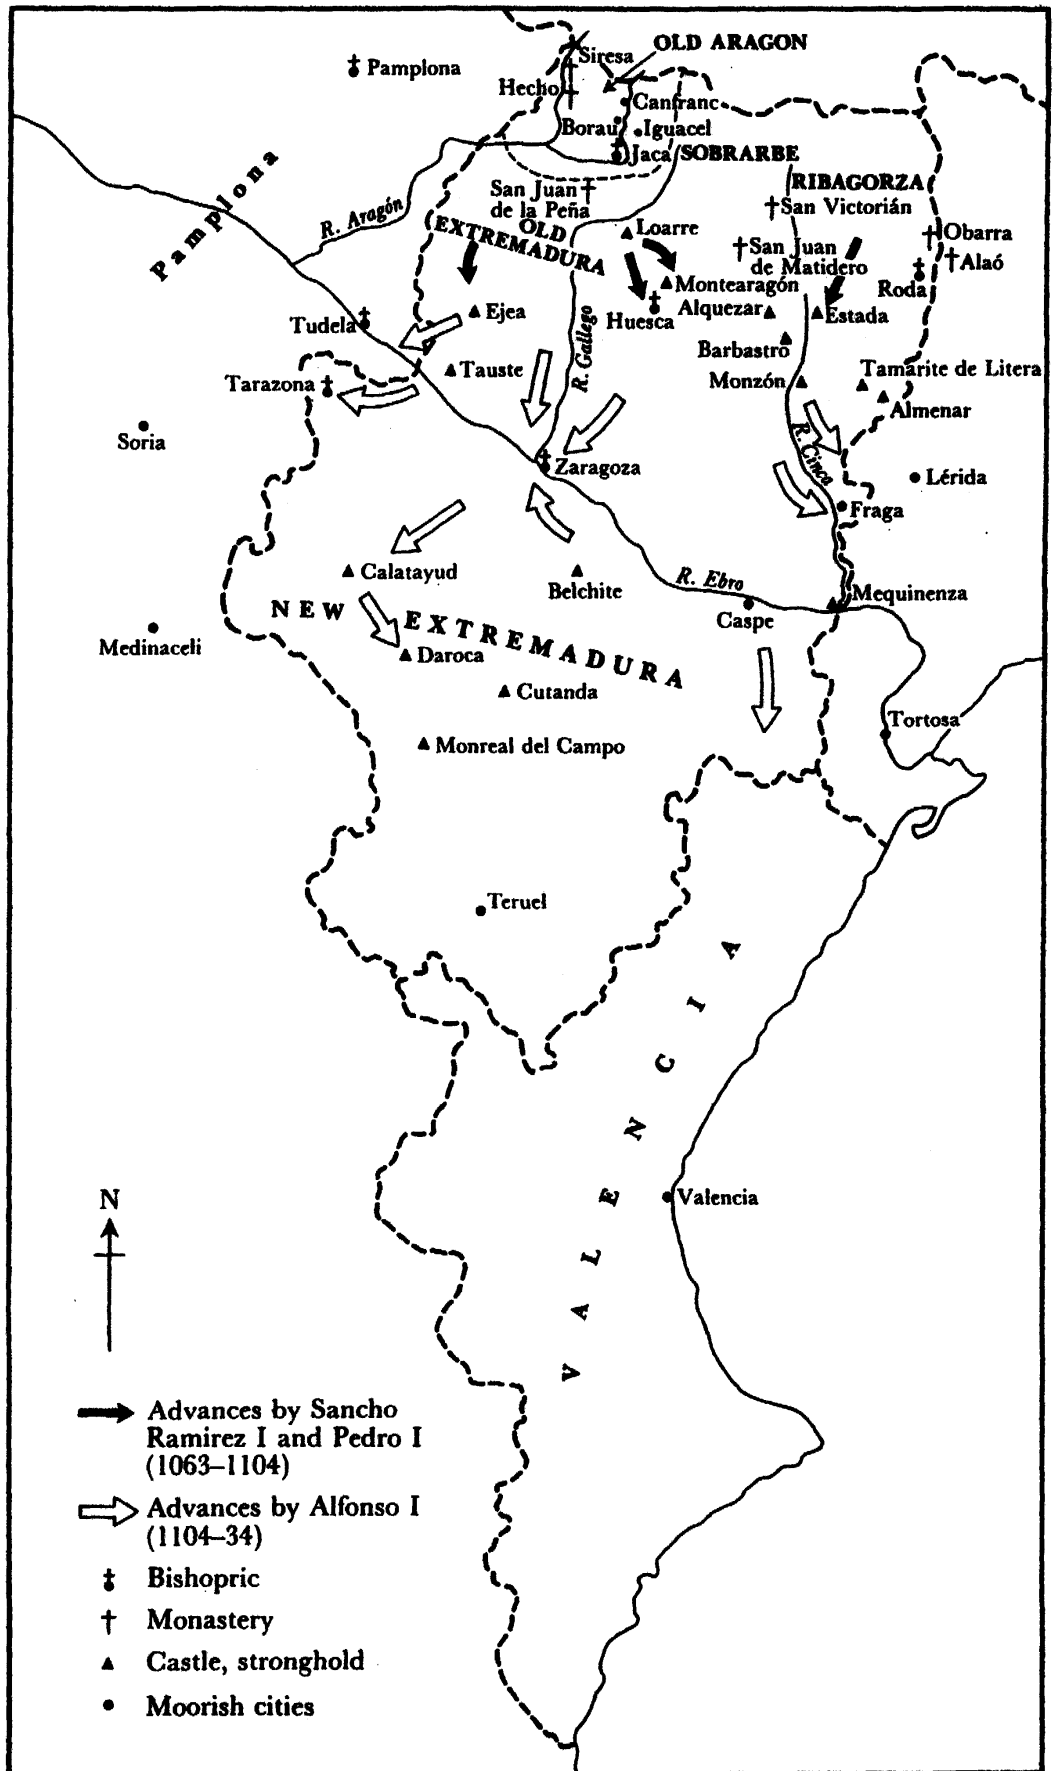 OLD ARAGON
Siresa
Pamplona
Hecho
Canfranc
Borau
Iguacel
Jaca
SOBRARBE
Pamplona
RIBAGORZA
San Juan
de la Peña
San Victorián
R. Aragón
OLD
EXTREMADURA
Loarre
Obarra
San Juan
de Matidero
Alaó
Montearagón
Roda
Ejea
Huesca
Alquezar
Estada
Tudela
R. Gallego
Barbastro
Tauste
Tamarite de Litera
Tarazona
Monzón
Almenar
Soria
R. Cinca
Zaragoza
Lérida
Fraga
Calatayud
Belchite
R. Ebro
Mequinenza
NEW EXTREMADURA
Caspe
Medinaceli
Daroca
Cutanda
Tortosa
Monreal del Campo
Teruel
VALENCIA
Valencia
N
Advances by Sancho
Ramirez I and Pedro I
(1063–1104)
Advances by Alfonso I
(1104–34)
Bishopric
Monastery
Castle, stronghold
Moorish cities